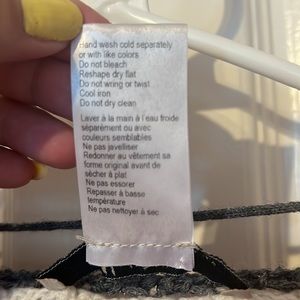 Hand wash cold separately
or with like colors
Do not bleach
Reshape dry flat
Do not wring or twist
Cool iron
Do not dry clean
Laver à la main à l'eau froide
séparément ou avec
couleurs semblables
Ne pas javelliser
Redonner au vêtement sa
forme original avant de
sécher à plat
Ne pas essorer
Repasser à basse
température
Ne pas nettoyer à sec